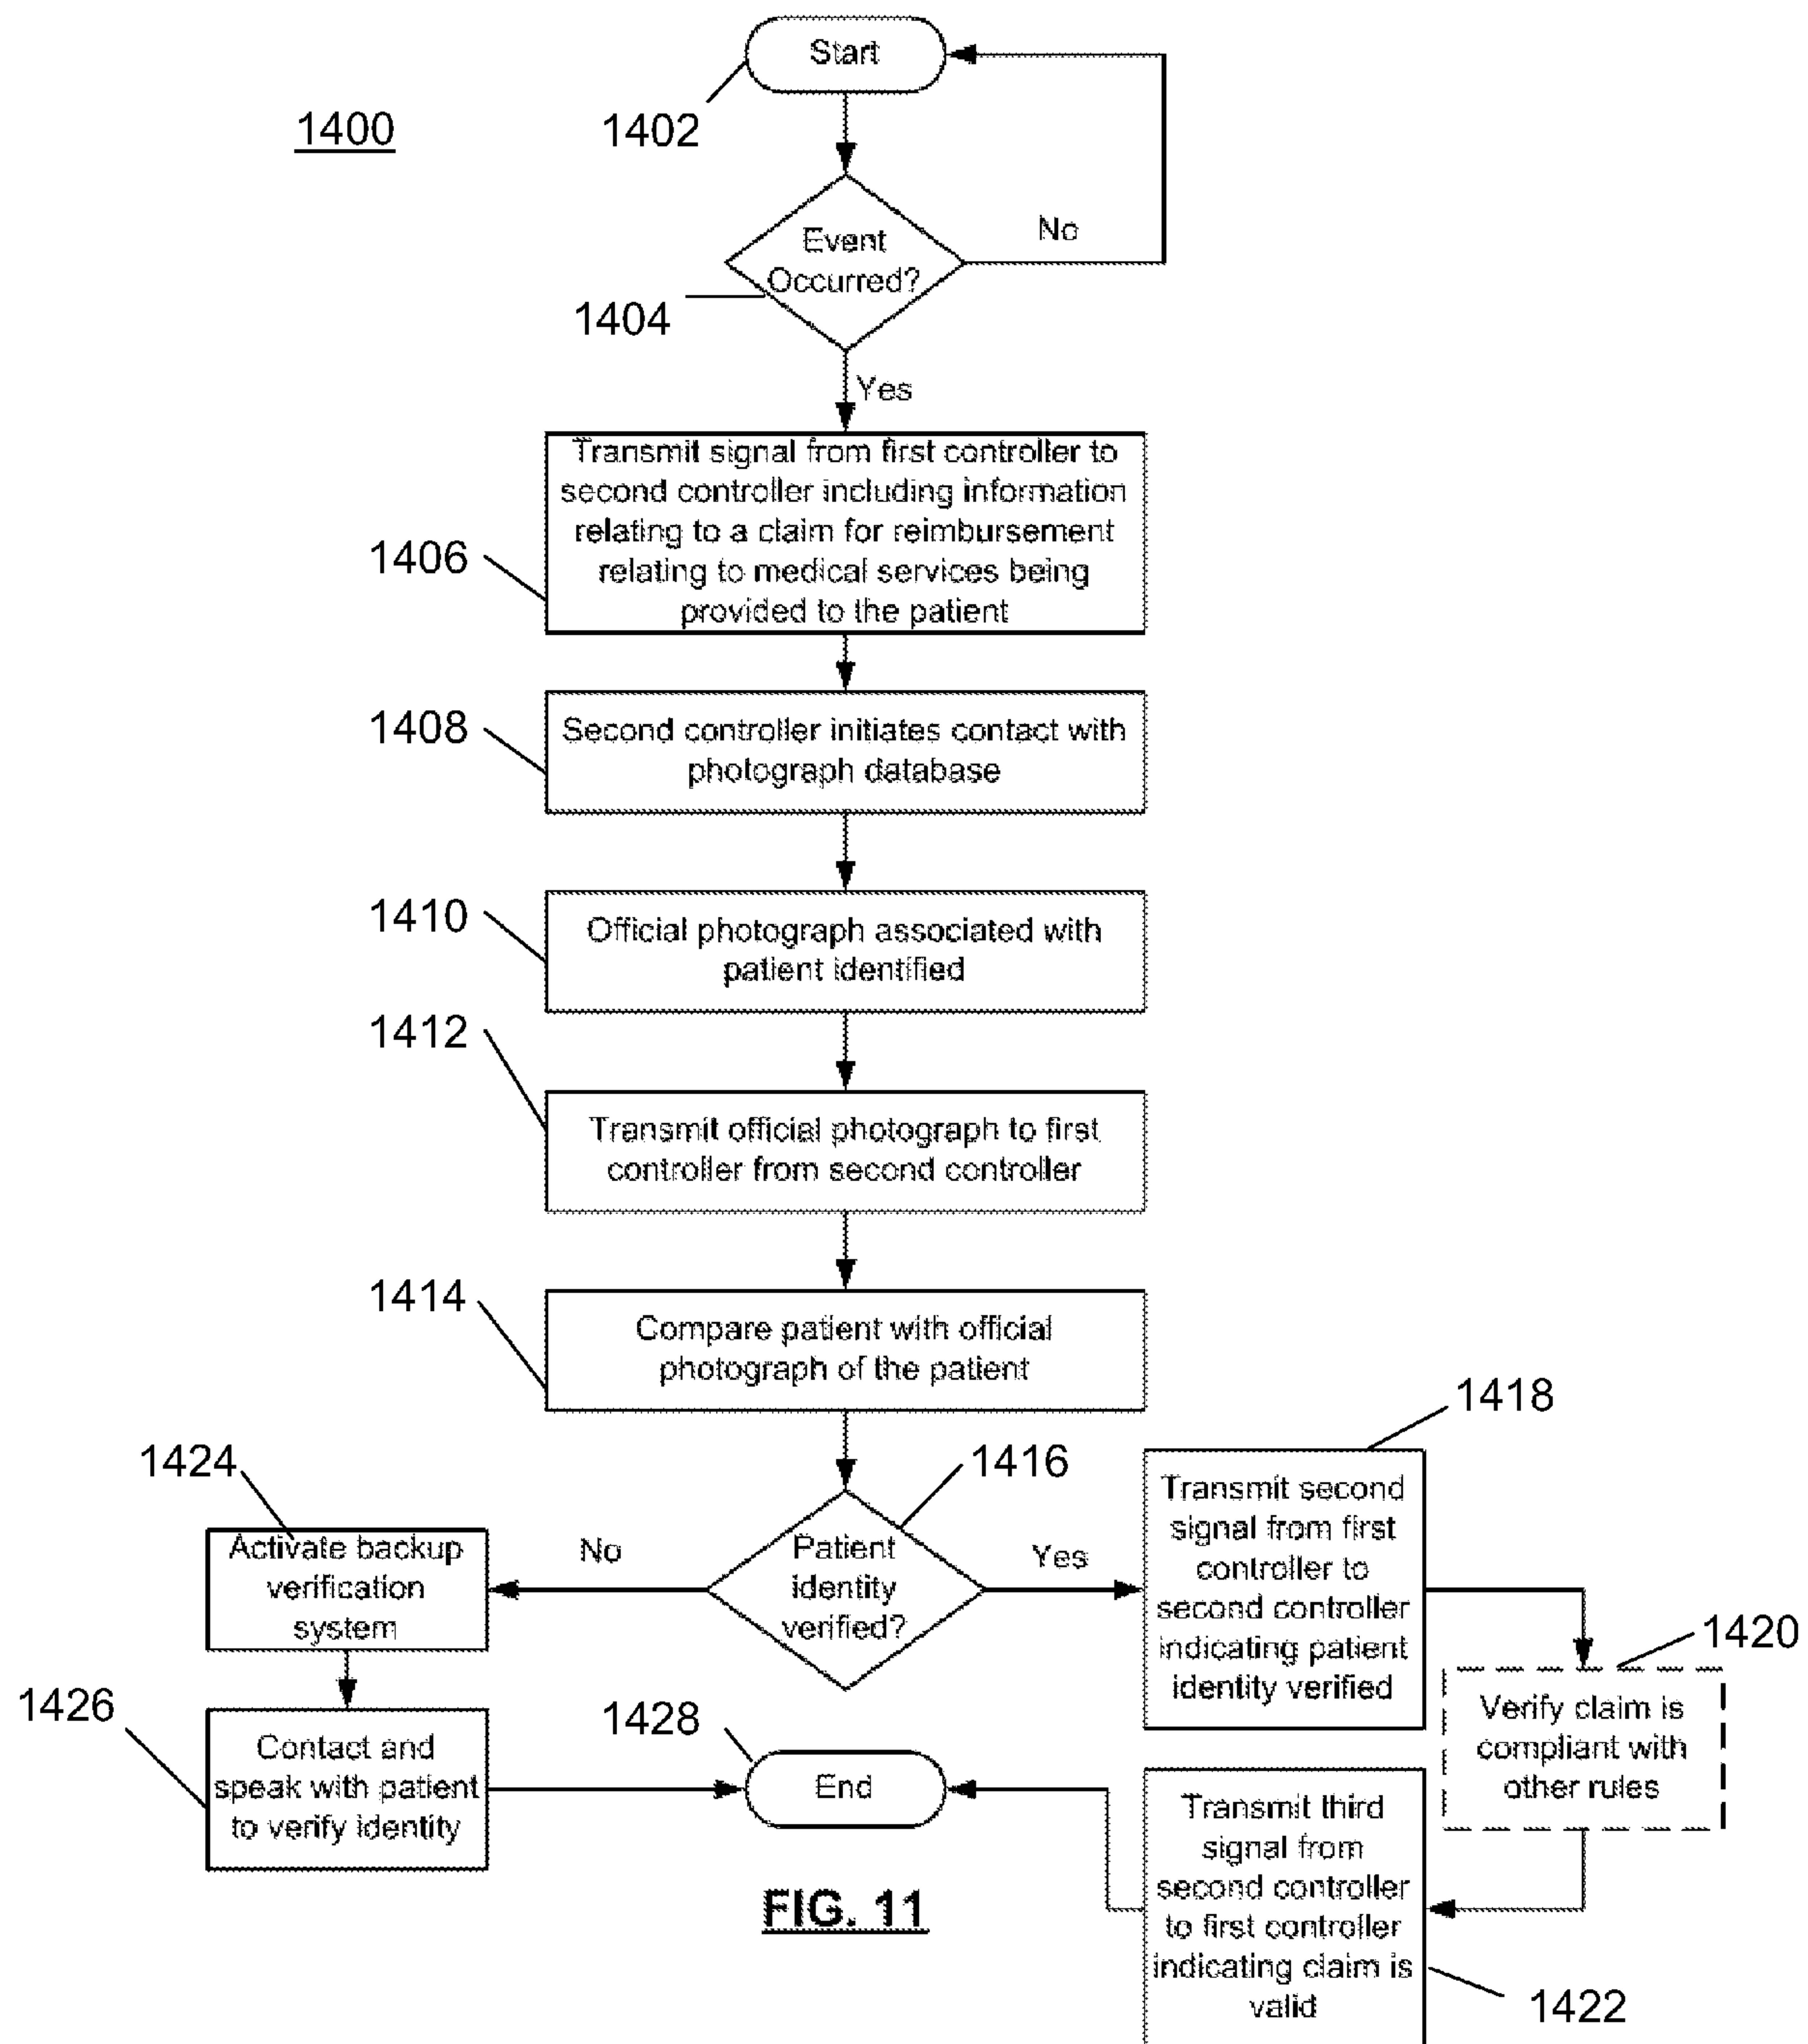 Start
1402
1400
Event
Occurred?
No
1404
Yes
Transmit signal from first controller to
second controller including information
relating to a claim for reimbursement
relating to medical services being
provided to the patient
1406
1408
Second controller initiates contact with
photograph database
1410
Official photograph associated with
patient identified
1412
Transmit official photograph to first
controller from second controller
1414
Compare patient with official
photograph of the patient
1416
Patient
identity
verified?
No
Yes
1424
Activate backup
verification
system
1426
Contact and
speak with patient
to verify identity
1418
Transmit second
signal from first
controller to
second controller
indicating patient
identity verified
1420
Verify claim is
compliant with
other rules
1422
Transmit third
signal from
second controller
to first controller
indicating claim is
valid
1428
End
FIG. 11